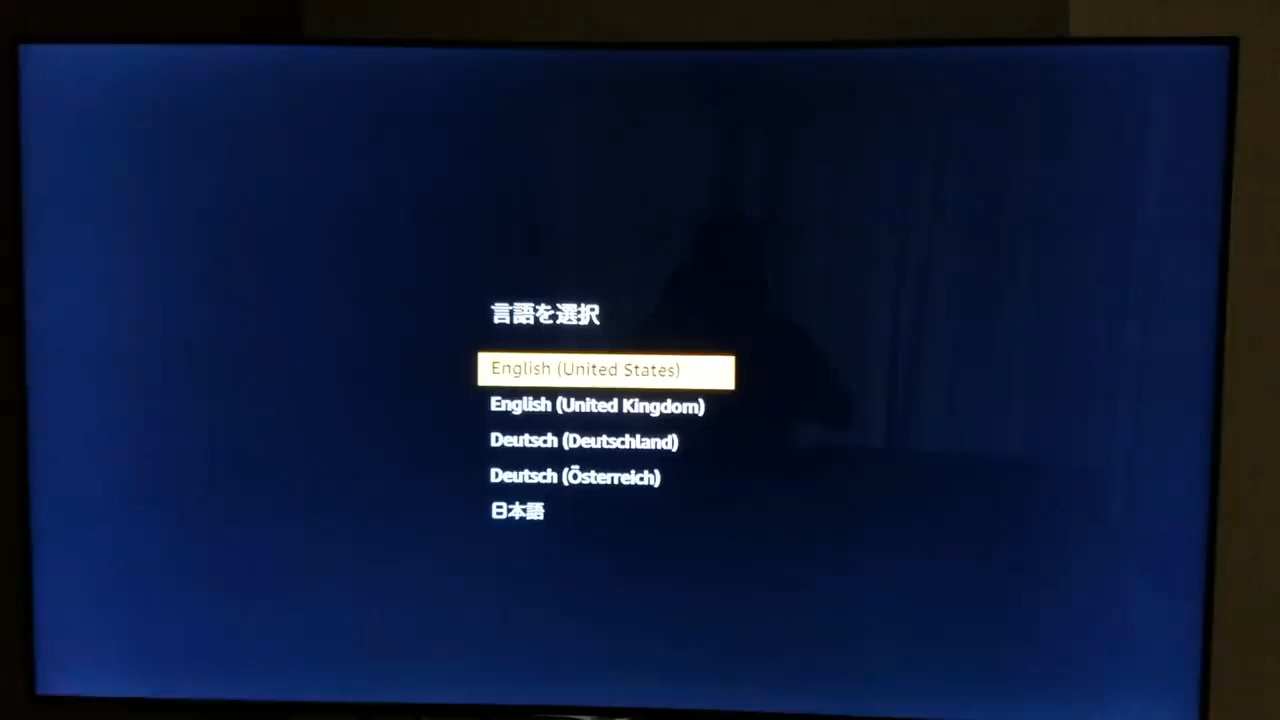 言語を選択
English (United States)
English (United Kingdom)
Deutsch (Deutschland)
Deutsch (Österreich)
日本語